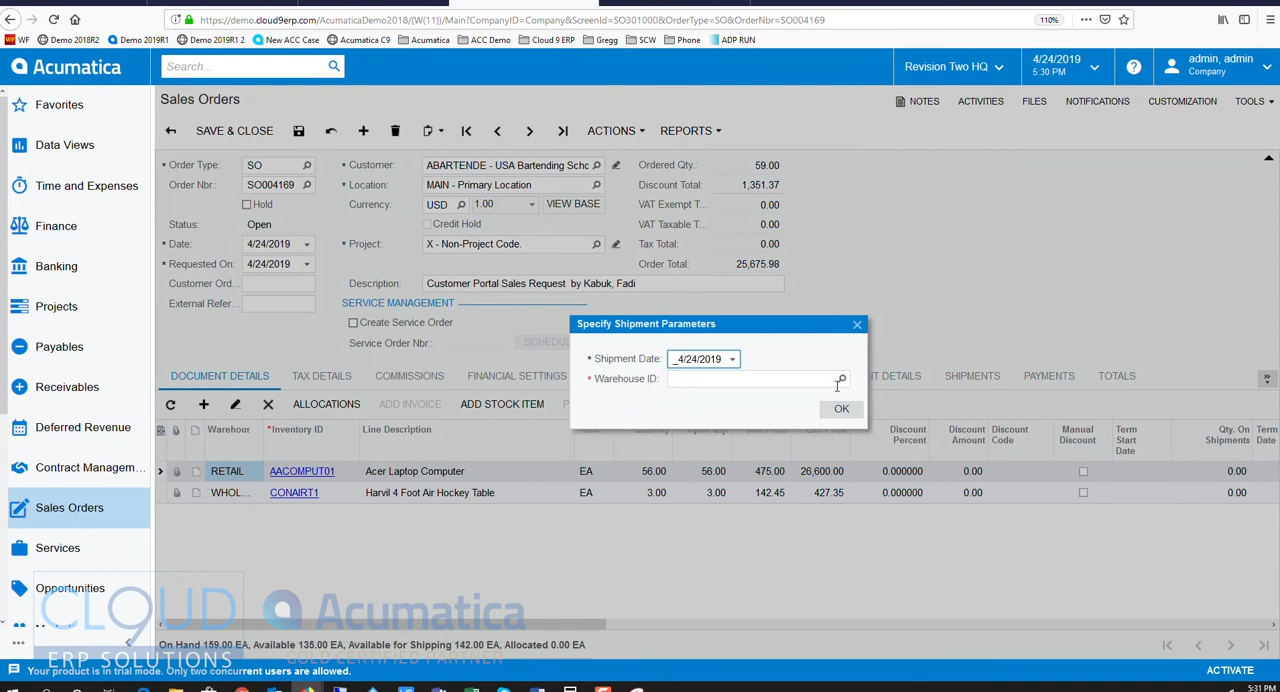 https://demo.cloud9erp.com/AcumaticaDemo2018/(W(11))/Main?CompanyID=Company&ScreenId=SO301000&OrderType=SO&OrderNbr=SO004169 110%
WF Demo 2018R2 Demo 2019R1 Demo 2019R1 2 New ACC Case Acumatica C9 Acumatica ACC Demo Cloud 9 ERP Gregg SCW Phone ADP RUN
Acumatica Search... Revision Two HQ 4/24/2019 5:30 PM ? admin, admin Company
Favorites
Data Views
Time and Expenses
Finance
Banking
Projects
Payables
Receivables
Deferred Revenue
Contract Managem...
Sales Orders
Services
Opportunities
Sales Orders NOTES ACTIVITIES FILES NOTIFICATIONS CUSTOMIZATION TOOLS
SAVE & CLOSE ACTIONS REPORTS
* Order Type: SO * Customer: ABARTENDE - USA Bartending Scho Ordered Qty.: 59.00
Order Nbr.: SO004169 * Location: MAIN - Primary Location Discount Total: 1,351.37
Hold Currency: USD 1.00 VIEW BASE VAT Exempt T... 0.00
Status: Open Credit Hold VAT Taxable T... 0.00
* Date: 4/24/2019 * Project: X - Non-Project Code. Tax Total: 0.00
* Requested On: 4/24/2019 Order Total: 25,675.98
Customer Ord... Description: Customer Portal Sales Request by Kabuk, Fadi
External Refer... SERVICE MANAGEMENT
Create Service Order
Service Order Nbr.: SCHEDUL
Specify Shipment Parameters
* Shipment Date: _4/24/2019
* Warehouse ID:
OK
DOCUMENT DETAILS TAX DETAILS COMMISSIONS FINANCIAL SETTINGS NT DETAILS SHIPMENTS PAYMENTS TOTALS
ALLOCATIONS ADD INVOICE ADD STOCK ITEM
Warehous *Inventory ID Line Description Discount Percent Discount Amount Discount Code Manual Discount Term Start Date Qty. On Shipments Term Date
RETAIL AACOMPUT01 Acer Laptop Computer EA 56.00 56.00 475.00 26,600.00 0.000000 0.00 0.00
WHOL... CONAIRT1 Harvil 4 Foot Air Hockey Table EA 3.00 3.00 142.45 427.35 0.000000 0.00 0.00
CLOUD 9
ERP SOLUTIONS
Acumatica
GOLD CERTIFIED PARTNER
On Hand 159.00 EA, Available 135.00 EA, Available for Shipping 142.00 EA, Allocated 0.00 EA
Your product is in trial mode. Only two concurrent users are allowed. ACTIVATE
5:31 PM